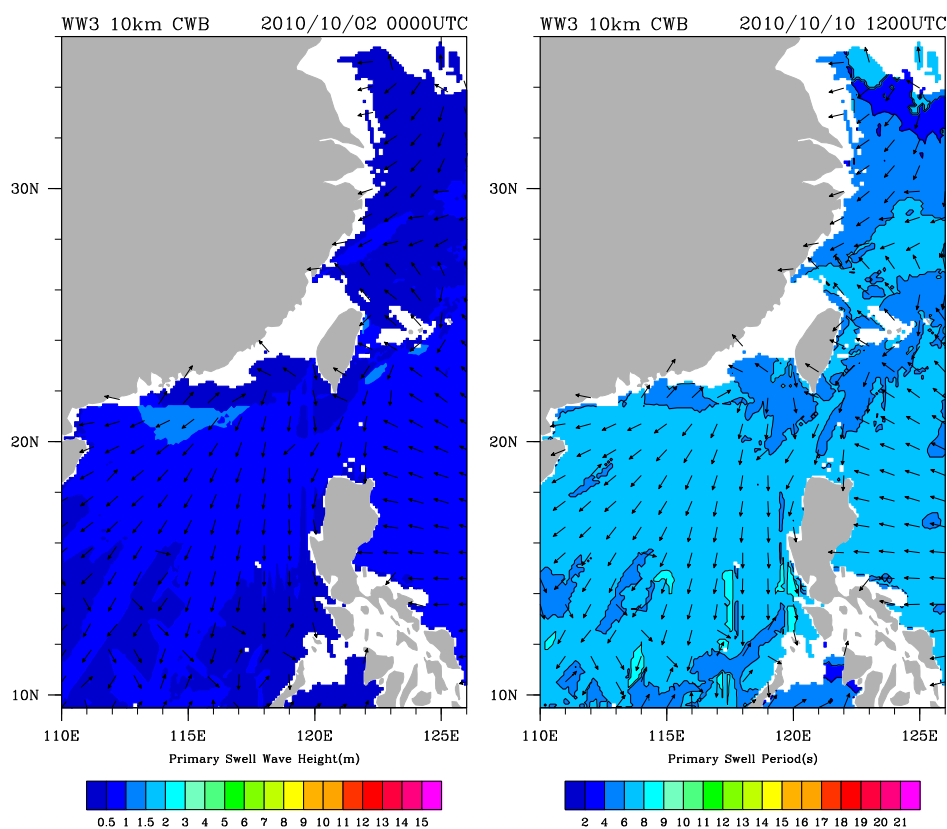 WW3 10km CWB 2010/10/02 0000UTC
30N
20N
10N
110E 115E 120E 125E
Primary Swell Wave Height(m)
0.5 1 1.5 2 3 4 5 6 7 8 9 10 11 12 13 14 15
WW3 10km CWB 2010/10/10 1200UTC
30N
20N
10N
110E 115E 120E 125E
Primary Swell Period(s)
2 4 6 8 9 10 11 12 13 14 15 16 17 18 19 20 21